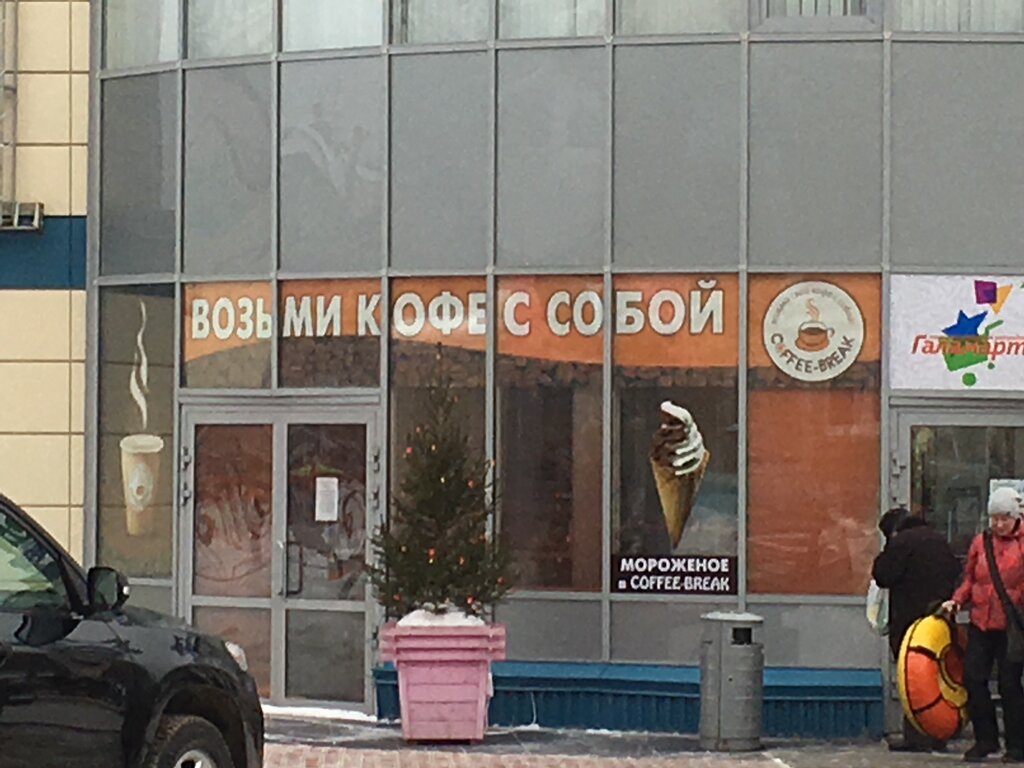 ВОЗЬМИ КОФЕ С СОБОЙ
COFFEE-BREAK
Галамарт
МОРОЖЕНОЕ
в COFFEE-BREAK